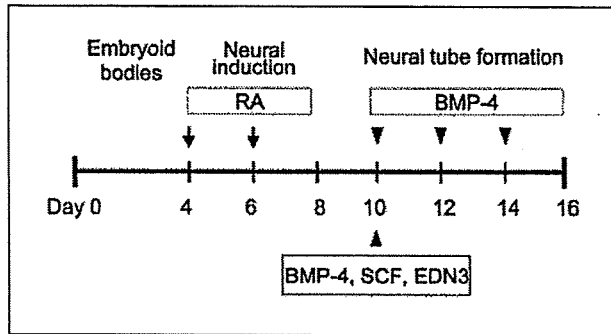 Embryoid
bodies
Neural
induction
Neural tube formation
RA
BMP-4
Day 0 4 6 8 10 12 14 16
BMP-4, SCF, EDN3